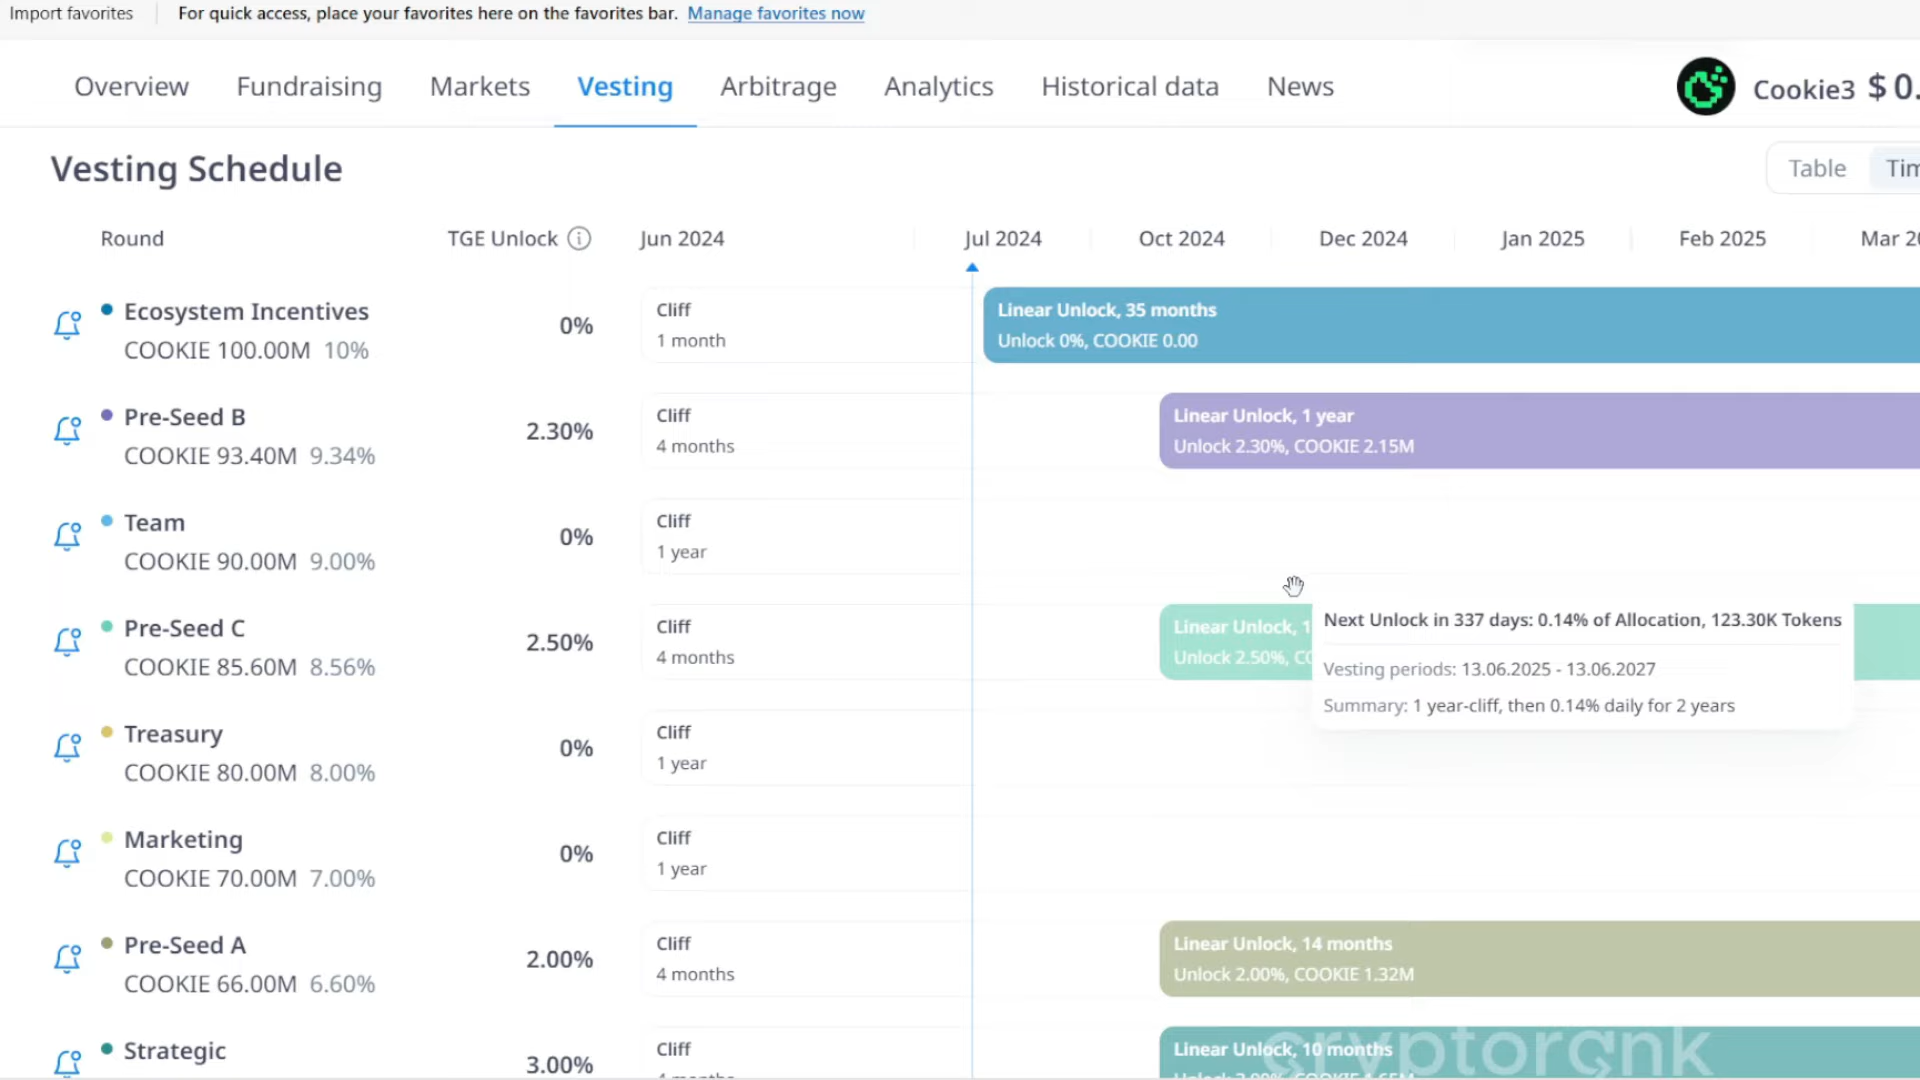 Import favorites
For quick access, place your favorites here on the favorites bar. Manage favorites now
Overview Fundraising Markets Vesting Arbitrage Analytics Historical data News Cookie3 $ 0.
Vesting Schedule
Table Tim
Round TGE Unlock Jun 2024 Jul 2024 Oct 2024 Dec 2024 Jan 2025 Feb 2025 Mar 20
Ecosystem Incentives
COOKIE 100.00M 10%
0%
Cliff
1 month
Linear Unlock, 35 months
Unlock 0%, COOKIE 0.00
Pre-Seed B
COOKIE 93.40M 9.34%
2.30%
Cliff
4 months
Linear Unlock, 1 year
Unlock 2.30%, COOKIE 2.15M
Team
COOKIE 90.00M 9.00%
0%
Cliff
1 year
Pre-Seed C
COOKIE 85.60M 8.56%
2.50%
Cliff
4 months
Linear Unlock, 1
Unlock 2.50%, CO
Next Unlock in 337 days: 0.14% of Allocation, 123.30K Tokens
Vesting periods: 13.06.2025 - 13.06.2027
Summary: 1 year-cliff, then 0.14% daily for 2 years
Treasury
COOKIE 80.00M 8.00%
0%
Cliff
1 year
Marketing
COOKIE 70.00M 7.00%
0%
Cliff
1 year
Pre-Seed A
COOKIE 66.00M 6.60%
2.00%
Cliff
4 months
Linear Unlock, 14 months
Unlock 2.00%, COOKIE 1.32M
Strategic
3.00%
Cliff
Linear Unlock, 10 months
cryptorank